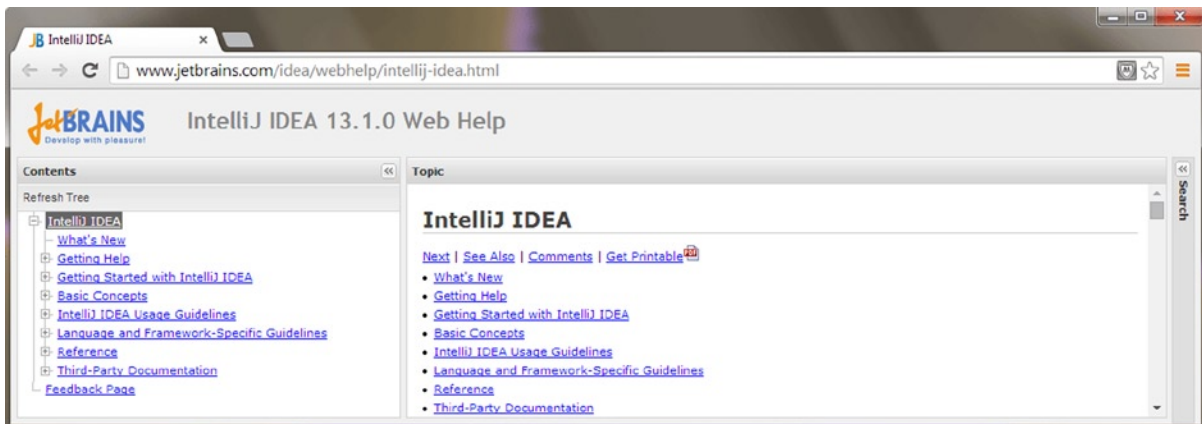 IntelliJ IDEA
www.jetbrains.com/idea/webhelp/intellij-idea.html
JetBRAINS
Develop with pleasure!
IntelliJ IDEA 13.1.0 Web Help
Contents
Refresh Tree
IntelliJ IDEA
What's New
Getting Help
Getting Started with IntelliJ IDEA
Basic Concepts
IntelliJ IDEA Usage Guidelines
Language and Framework-Specific Guidelines
Reference
Third-Party Documentation
Feedback Page
Topic
IntelliJ IDEA
Next | See Also | Comments | Get Printable
• What's New
• Getting Help
• Getting Started with IntelliJ IDEA
• Basic Concepts
• IntelliJ IDEA Usage Guidelines
• Language and Framework-Specific Guidelines
• Reference
• Third-Party Documentation
Search